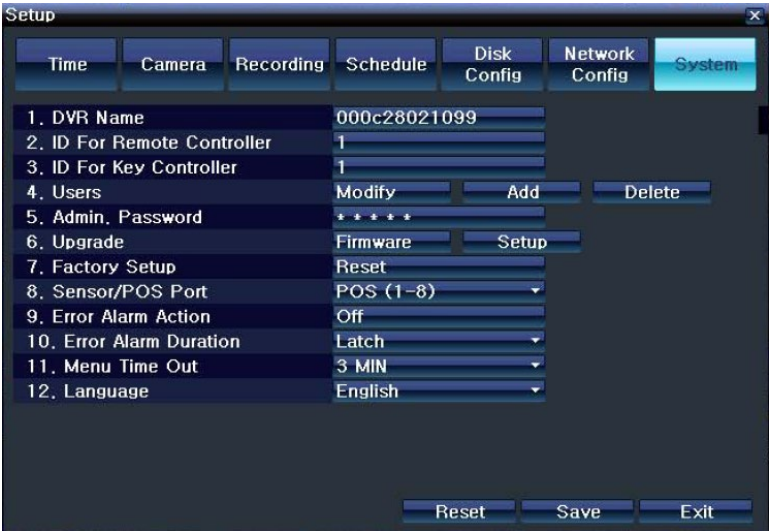 Setup
Time Camera Recording Schedule Disk Config Network Config System
1. DVR Name 000c28021099
2. ID For Remote Controller 1
3. ID For Key Controller 1
4. Users Modify Add Delete
5. Admin. Password * * * * *
6. Upgrade Firmware Setup
7. Factory Setup Reset
8. Sensor/POS Port POS (1-8)
9. Error Alarm Action Off
10. Error Alarm Duration Latch
11. Menu Time Out 3 MIN
12. Language English
Reset Save Exit